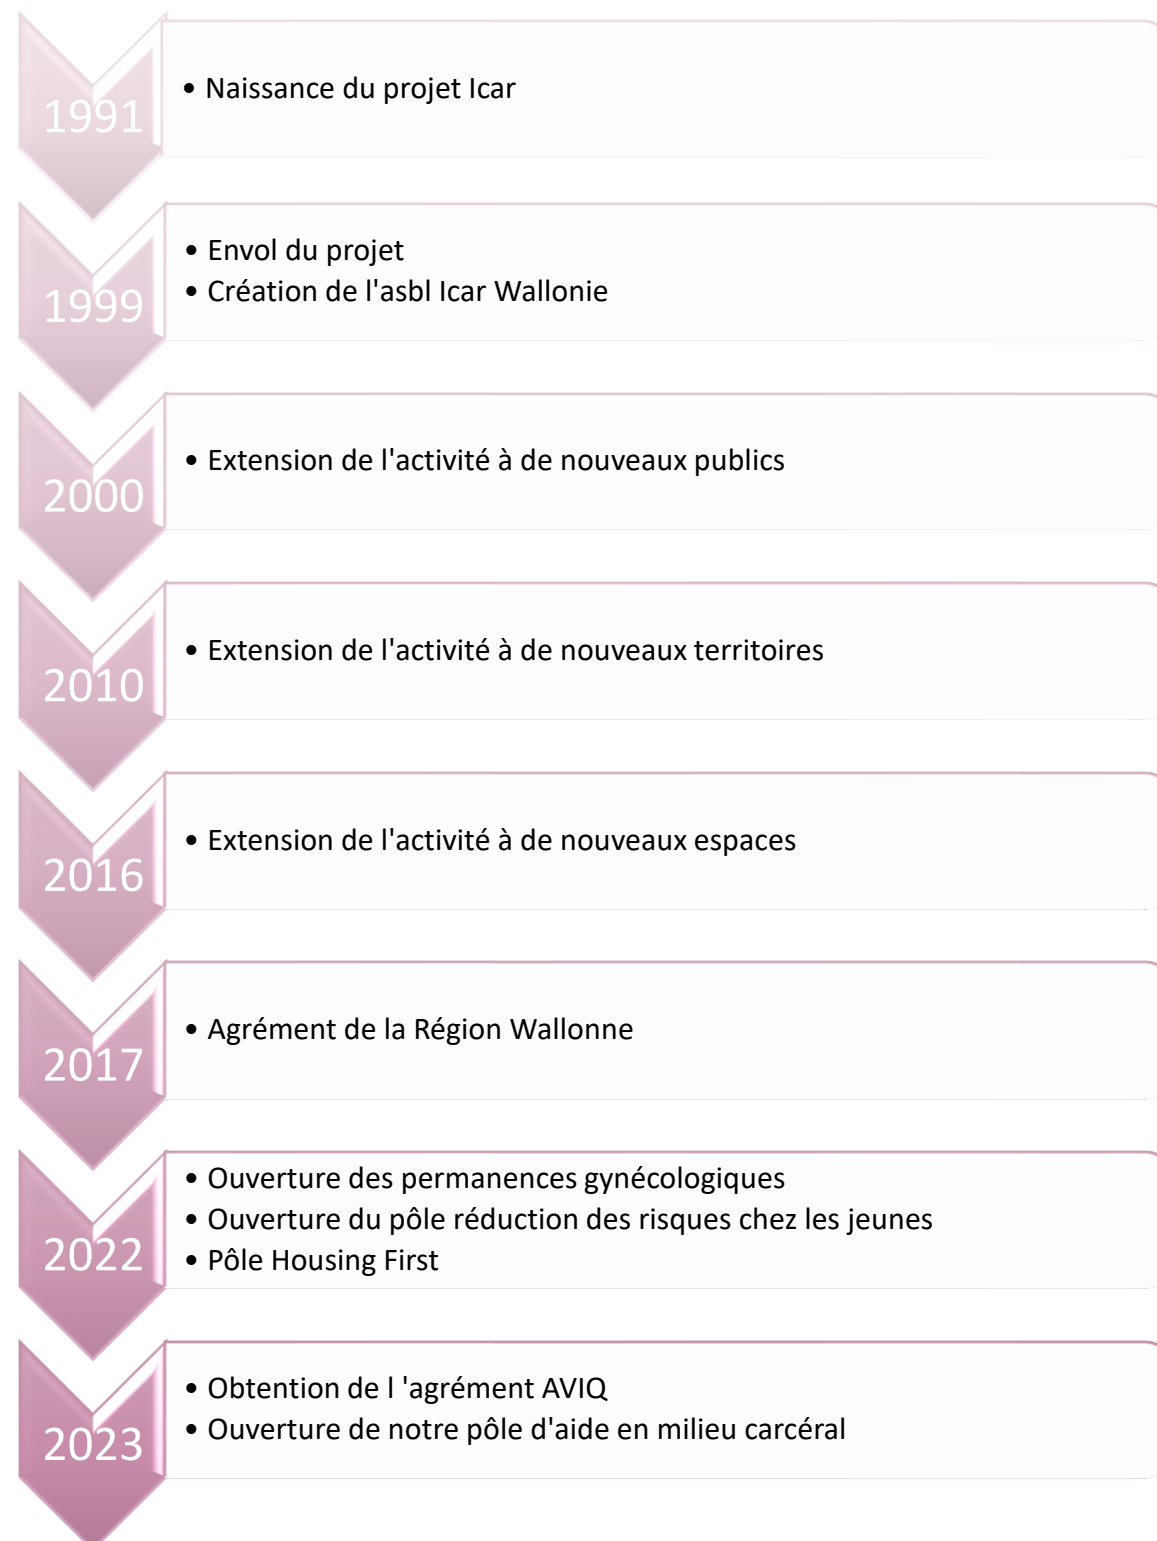 1991
• Naissance du projet Icar
1999
• Envol du projet
• Création de l'asbl Icar Wallonie
2000
• Extension de l'activité à de nouveaux publics
2010
• Extension de l'activité à de nouveaux territoires
2016
• Extension de l'activité à de nouveaux espaces
2017
• Agrément de la Région Wallonne
2022
• Ouverture des permanences gynécologiques
• Ouverture du pôle réduction des risques chez les jeunes
• Pôle Housing First
2023
• Obtention de l 'agrément AVIQ
• Ouverture de notre pôle d'aide en milieu carcéral